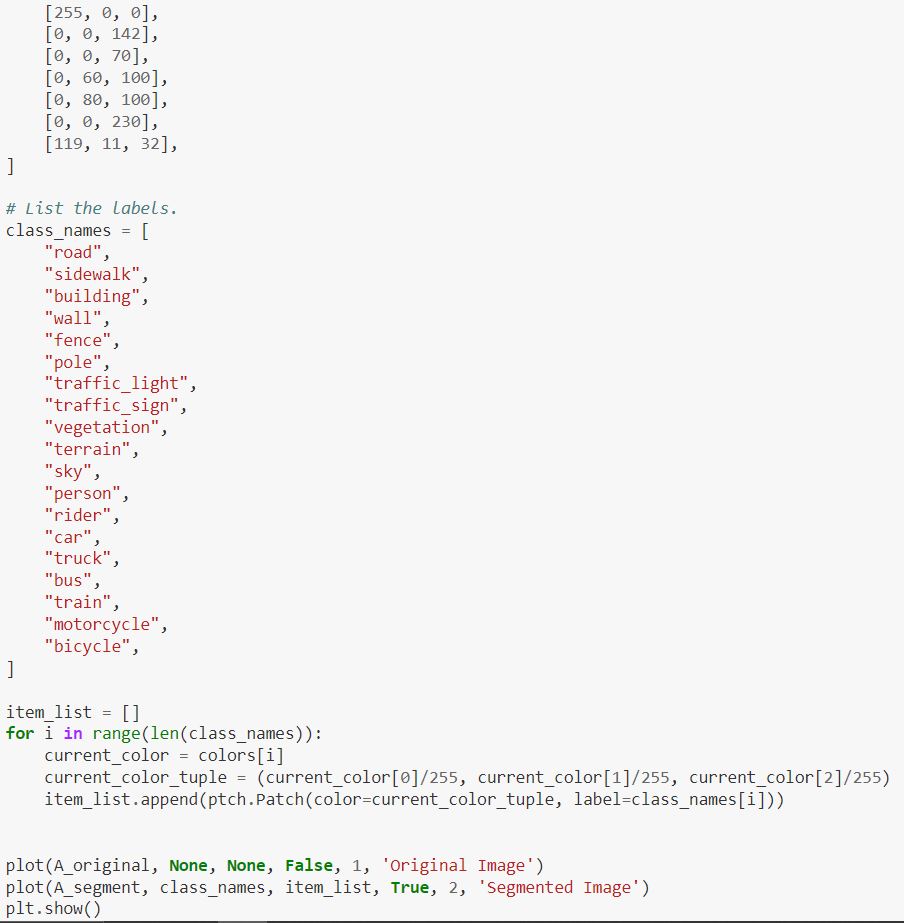 [255, 0, 0],
[0, 0, 142],
[0, 0, 70],
[0, 60, 100],
[0, 80, 100],
[0, 0, 230],
[119, 11, 32],
]
# List the labels.
class_names = [
"road",
"sidewalk",
"building",
"wall",
"fence",
"pole",
"traffic_light",
"traffic_sign",
"vegetation",
"terrain",
"sky",
"person",
"rider",
"car",
"truck",
"bus",
"train",
"motorcycle",
"bicycle",
]
item_list = []
for i in range(len(class_names)):
current_color = colors[i]
current_color_tuple = (current_color[0]/255, current_color[1]/255, current_color[2]/255)
item_list.append(ptch.Patch(color=current_color_tuple, label=class_names[i]))
plot(A_original, None, None, False, 1, 'Original Image')
plot(A_segment, class_names, item_list, True, 2, 'Segmented Image')
plt.show()